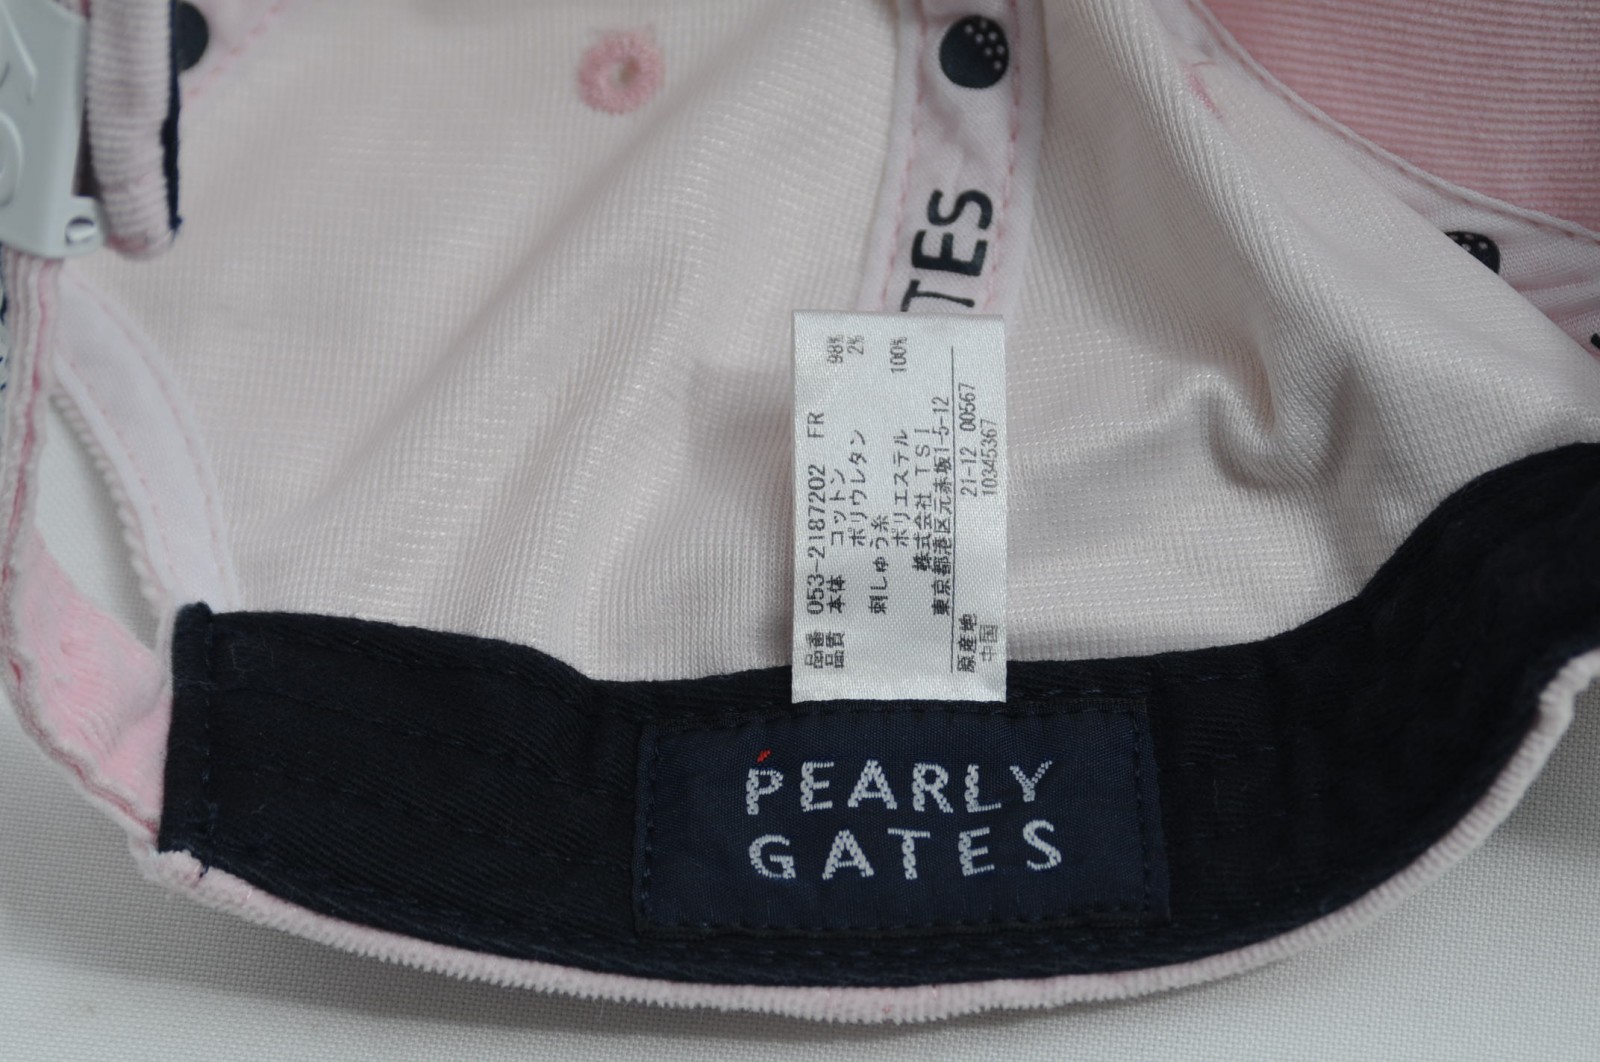 TES
品番 053-2187202 FR
品質 本体 コットン 98%
ポリウレタン 2%
刺しゅう糸
ポリエステル 100%
株式会社 TSI
東京都港区元赤坂1-5-12
原産地 21-12 00567
中国 10345367
PEARLY
GATES